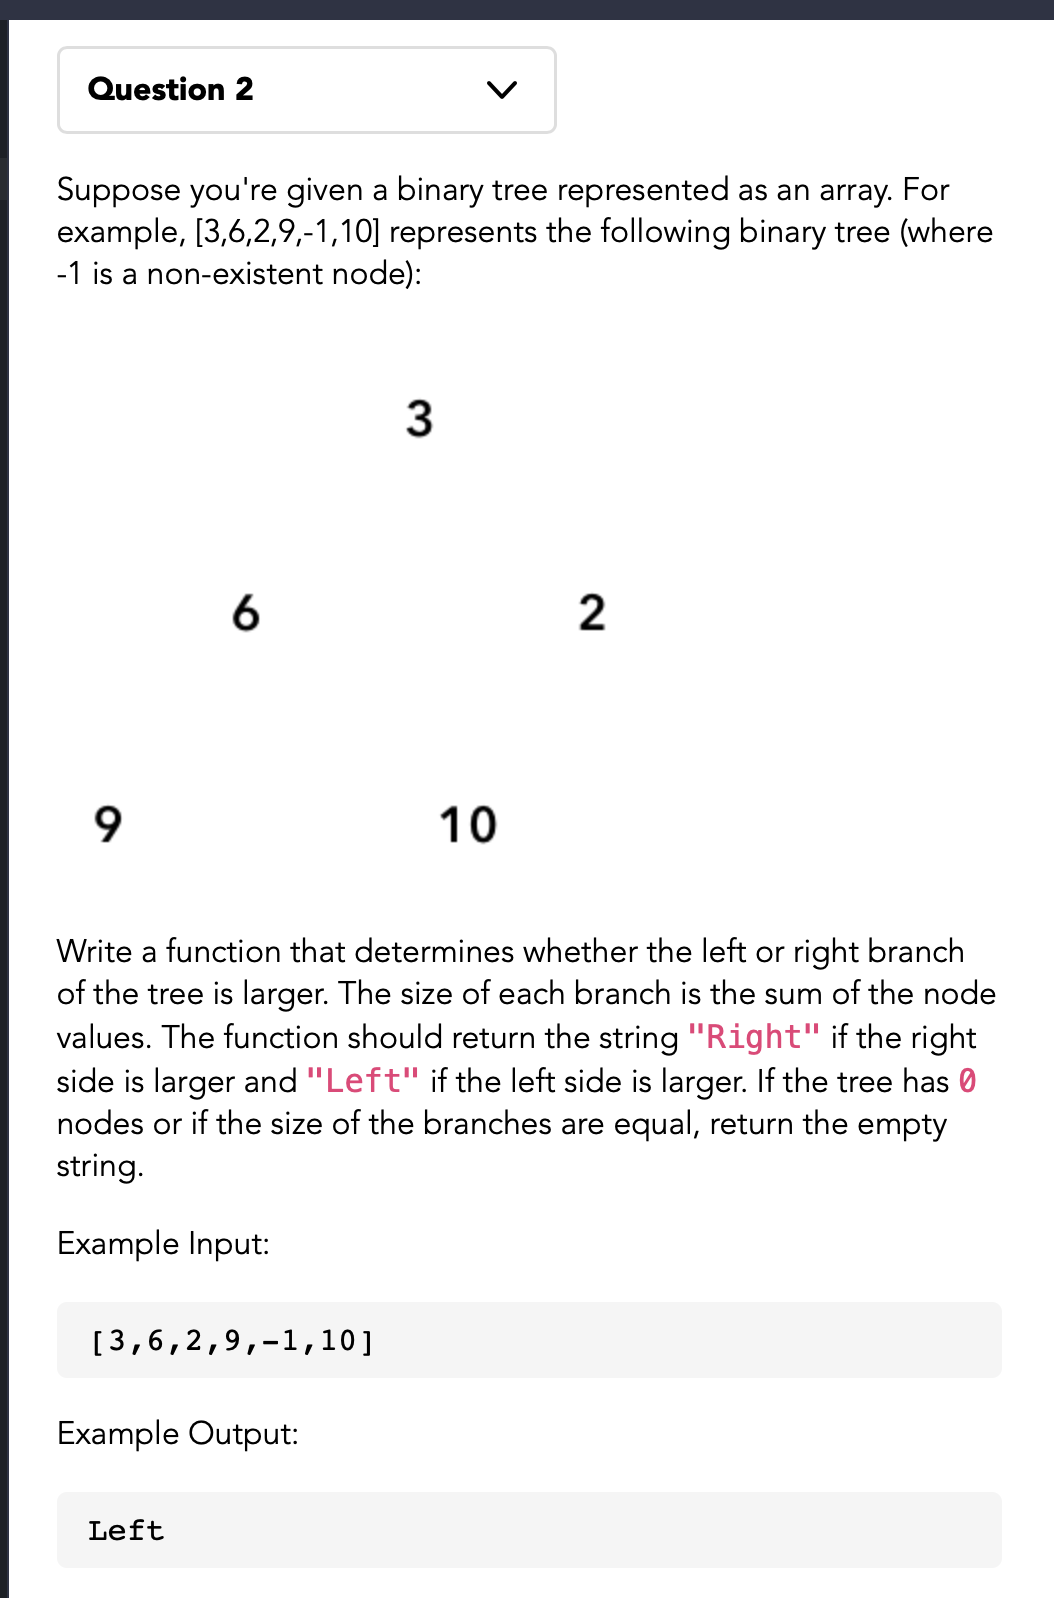 Question 2
Suppose you're given a binary tree represented as an array. For
example, [3,6,2,9,-1,10] represents the following binary tree (where
-1 is a non-existent node):
3
6 2
9 10
Write a function that determines whether the left or right branch
of the tree is larger. The size of each branch is the sum of the node
values. The function should return the string "Right" if the right
side is larger and "Left" if the left side is larger. If the tree has 0
nodes or if the size of the branches are equal, return the empty
string.
Example Input:
[3,6,2,9,-1,10]
Example Output:
Left